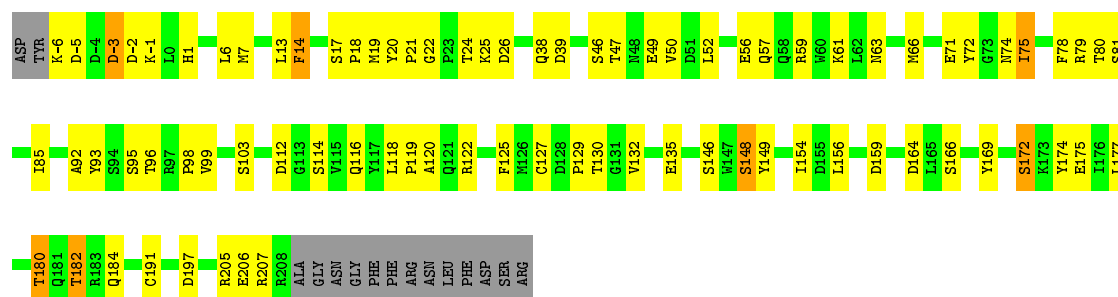 ASP TYR K-6 D-5 D-4 D-3 D-2 K-1 L0 H1 L6 M7 L13 F14 S17 P18 M19 Y20 P21 G22 P23 T24 K25 D26 Q38 D39 S46 T47 N48 E49 V50 D51 L52 E56 Q57 Q58 R59 W60 K61 L62 N63 M66 E71 Y72 G73 N74 I75 F78 R79 T80 S81
I85 A92 Y93 S94 S95 T96 R97 P98 V99 S103 D112 G113 S114 V115 Q116 Y117 L118 P119 A120 Q121 R122 F125 M126 C127 D128 P129 T130 G131 V132 E135 S146 W147 S148 Y149 I154 D155 L156 D159 D164 L165 S166 Y169 S172 K173 Y174 E175 I176 L177
T180 Q181 T182 R183 Q184 C191 D197 R205 E206 R207 R208 ALA GLY ASN GLY PHE PHE ARG ASN LEU PHE ASP SER ARG